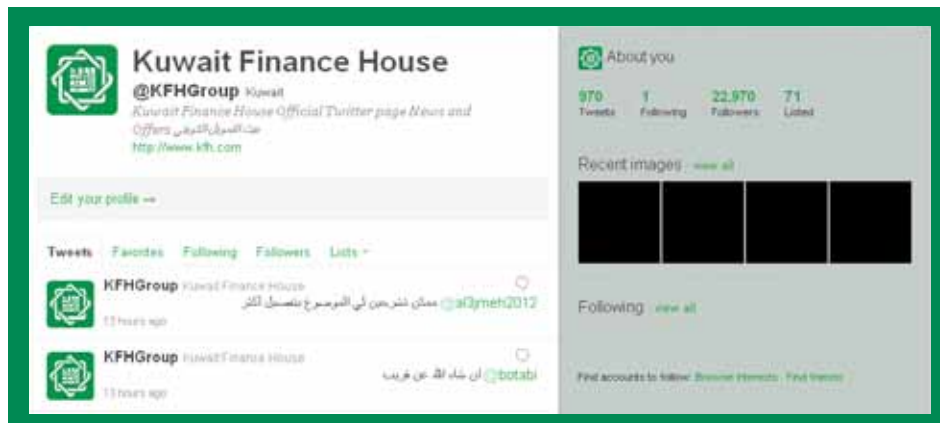 Kuwait Finance House
@KFHGroup Kuwait
Kuwait Finance House Official Twitter page News and
Offers بيت التمويل الكويتي
http://www.kfh.com
Edit your profile →
Tweets Favorites Following Followers Lists
KFHGroup Kuwait Finance House
@al3jmeh2012 ممكن تشرحين لي الموضوع بتفصيل أكثر
13 hours ago
KFHGroup Kuwait Finance House
@botabi ان شاء الله عن قريب
13 hours ago
About you
970 1 22,970 71
Tweets Following Followers Listed
Recent images · view all
Following · view all
Find accounts to follow: Browse interests · Find friends